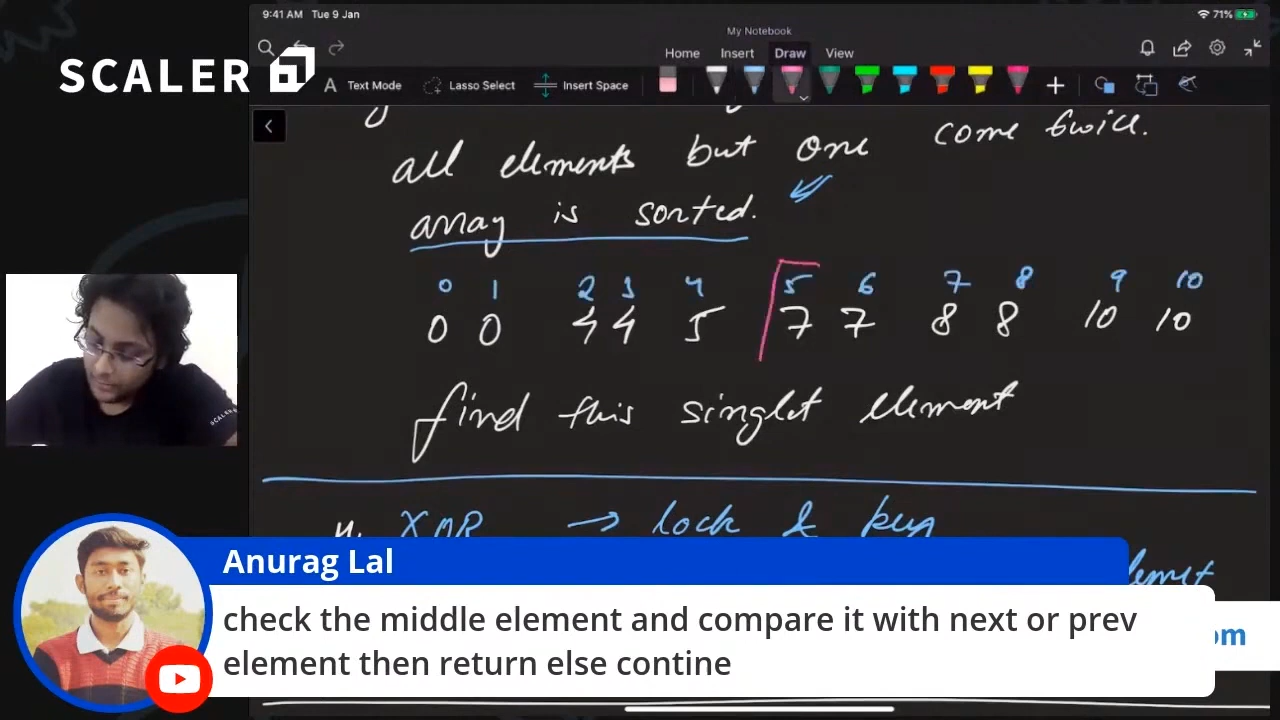 9:41 AM Tue 9 Jan
71%
My Notebook
SCALER
Home Insert Draw View
A Text Mode Lasso Select Insert Space
all elements but one come twice.
array is sorted.
0 1 2 3 4 5 6 7 8 9 10
0 0 4 4 5 7 7 8 8 10 10
find this singlet element
XOR → lock & key
Anurag Lal
check the middle element and compare it with next or prev
element then return else contine
om